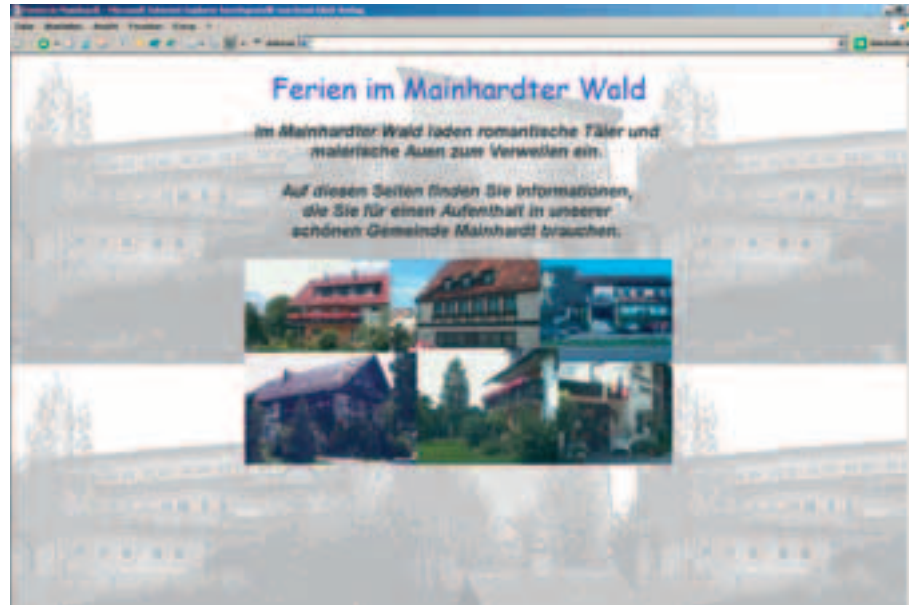 Ferien im Mainhardter Wald
Im Mainhardter Wald laden romantische Täler und
malerische Auen zum Verweilen ein.
Auf diesen Seiten finden Sie Informationen,
die Sie für einen Aufenthalt in unserer
schönen Gemeinde Mainhardt brauchen.